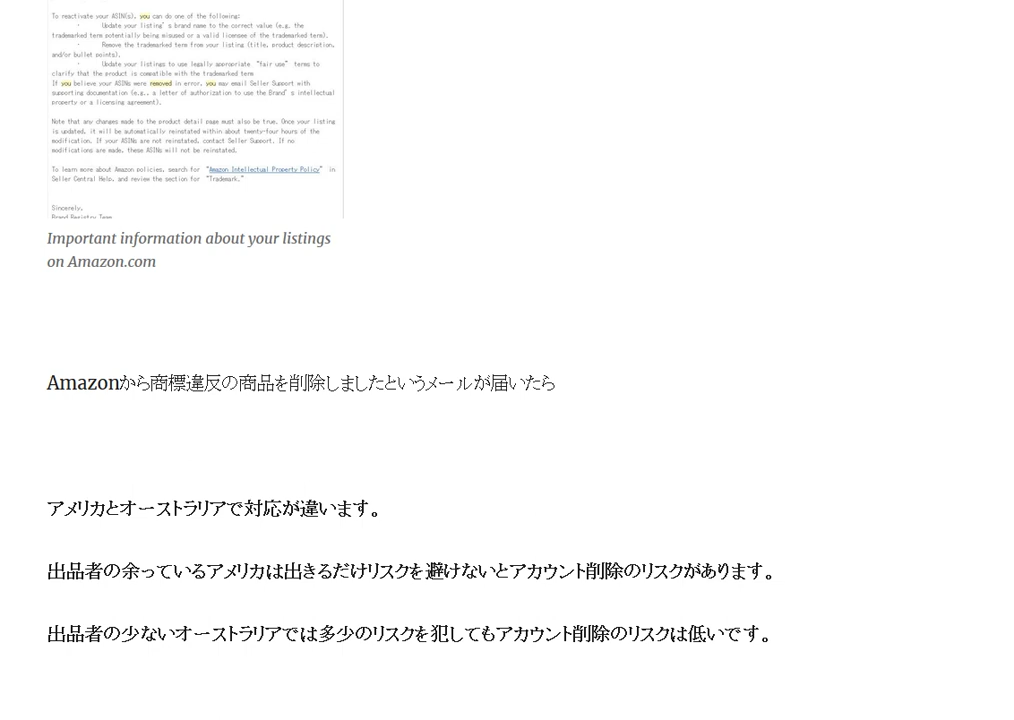 To reactivate your ASIN(s), you can do one of the following:
· Update your listing's brand name to the correct value (e.g. the
trademarked term potentially being misused or a valid licensee of the trademarked term).
· Remove the trademarked term from your listing (title, product description,
and/or bullet points).
· Update your listings to use legally appropriate “fair use” terms to
clarify that the product is compatible with the trademarked term
If you believe your ASINs were removed in error, you may email Seller Support with
supporting documentation (e.g., a letter of authorization to use the Brand's intellectual
property or a licensing agreement).
Note that any changes made to the product detail page must also be true. Once your listing
is updated, it will be automatically reinstated within about twenty-four hours of the
modification. If your ASINs are not reinstated, contact Seller Support. If no
modifications are made, these ASINs will not be reinstated.
To learn more about Amazon policies, search for “Amazon Intellectual Property Policy” in
Seller Central Help, and review the section for “Trademark.”
Sincerely,
Brand Registry Team
Important information about your listings
on Amazon.com
Amazonから商標違反の商品を削除しましたというメールが届いたら
アメリカとオーストラリアで対応が違います。
出品者の余っているアメリカは出きるだけリスクを避けないとアカウント削除のリスクがあります。
出品者の少ないオーストラリアでは多少のリスクを犯してもアカウント削除のリスクは低いです。